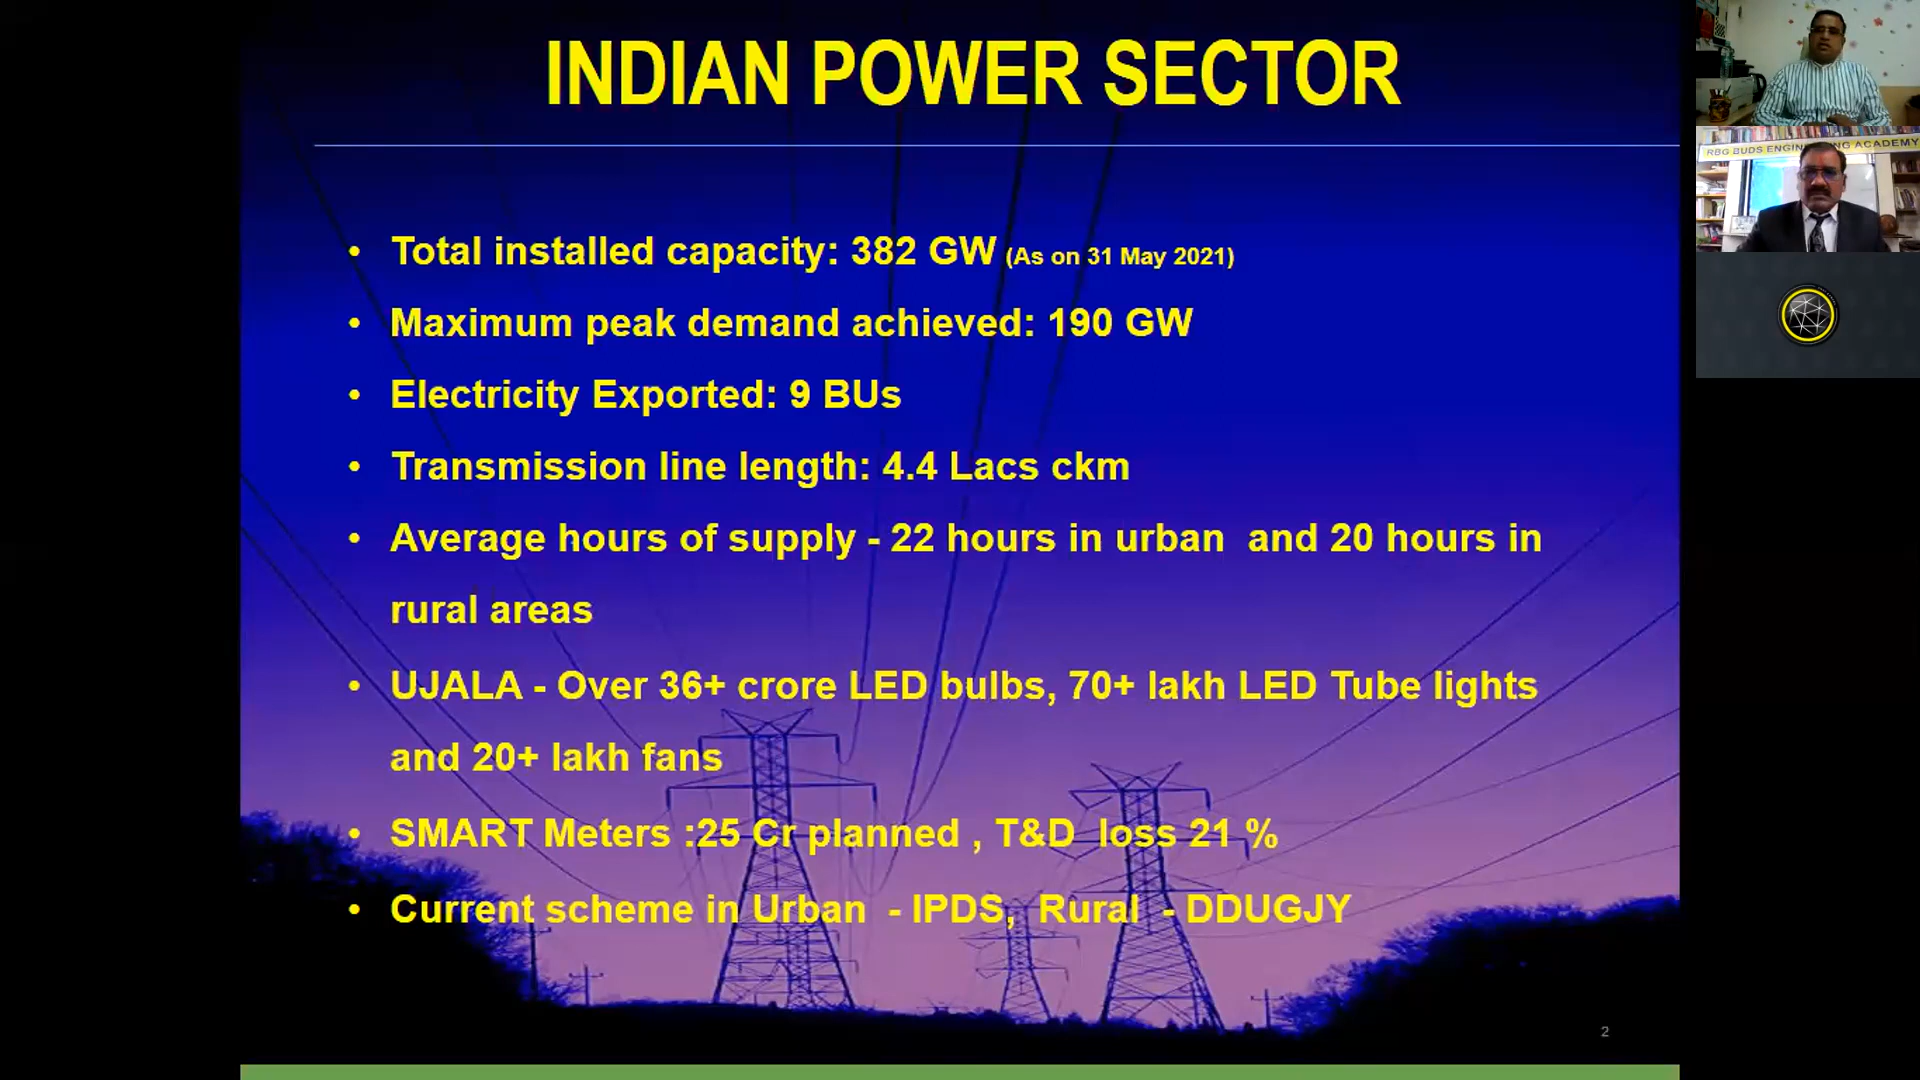 INDIAN POWER SECTOR
• Total installed capacity: 382 GW (As on 31 May 2021)
• Maximum peak demand achieved: 190 GW
• Electricity Exported: 9 BUs
• Transmission line length: 4.4 Lacs ckm
• Average hours of supply - 22 hours in urban and 20 hours in
rural areas
• UJALA - Over 36+ crore LED bulbs, 70+ lakh LED Tube lights
and 20+ lakh fans
• SMART Meters :25 Cr planned , T&D loss 21 %
• Current scheme in Urban - IPDS, Rural - DDUGJY
2
RBG BUDS ACADEMY